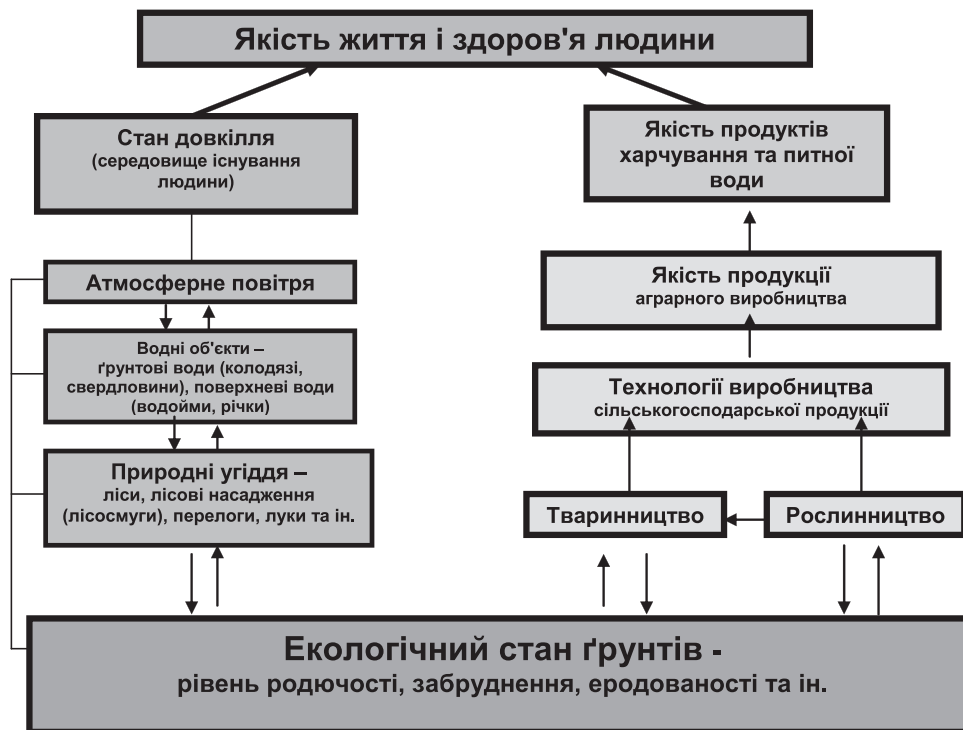 Якість життя і здоров'я людини
Стан довкілля
(середовище існування
людини)
Якість продуктів
харчування та питної
води
Атмосферне повітря
Якість продукції
аграрного виробництва
Водні об'єкти –
ґрунтові води (колодязі,
свердловини), поверхневі води
(водойми, річки)
Технології виробництва
сільськогосподарської продукції
Природні угіддя –
ліси, лісові насадження
(лісосмуги), перелоги, луки та ін.
Тваринництво
Рослинництво
Екологічний стан ґрунтів -
рівень родючості, забруднення, еродованості та ін.